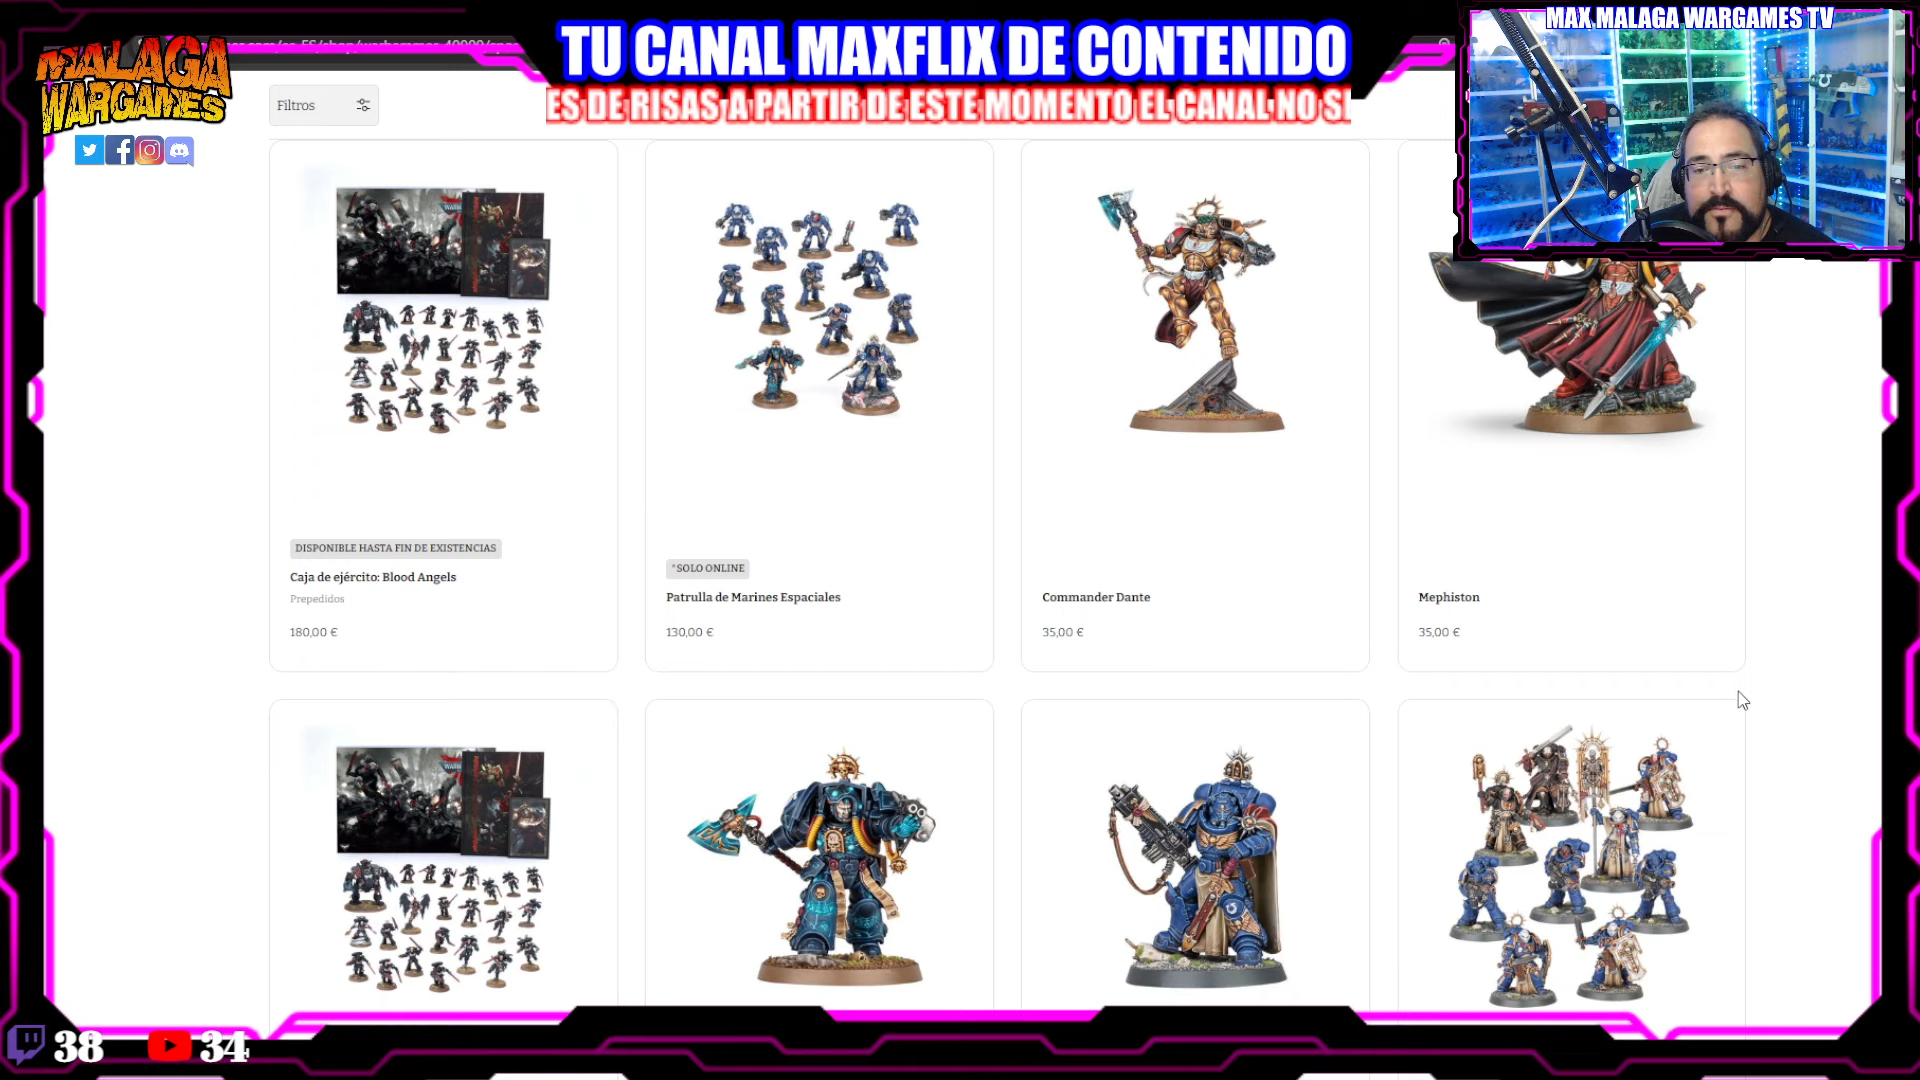 TU CANAL MAXFLIX DE CONTENIDO
ES DE RISAS A PARTIR DE ESTE MOMENTO EL CANAL NO S
MAX MALAGA WARGAMES TV
MALAGA
WARGAMES
Filtros
DISPONIBLE HASTA FIN DE EXISTENCIAS
Caja de ejército: Blood Angels
Prepedidos
180,00 €
*SOLO ONLINE
Patrulla de Marines Espaciales
130,00 €
Commander Dante
35,00 €
Mephiston
35,00 €
38
34